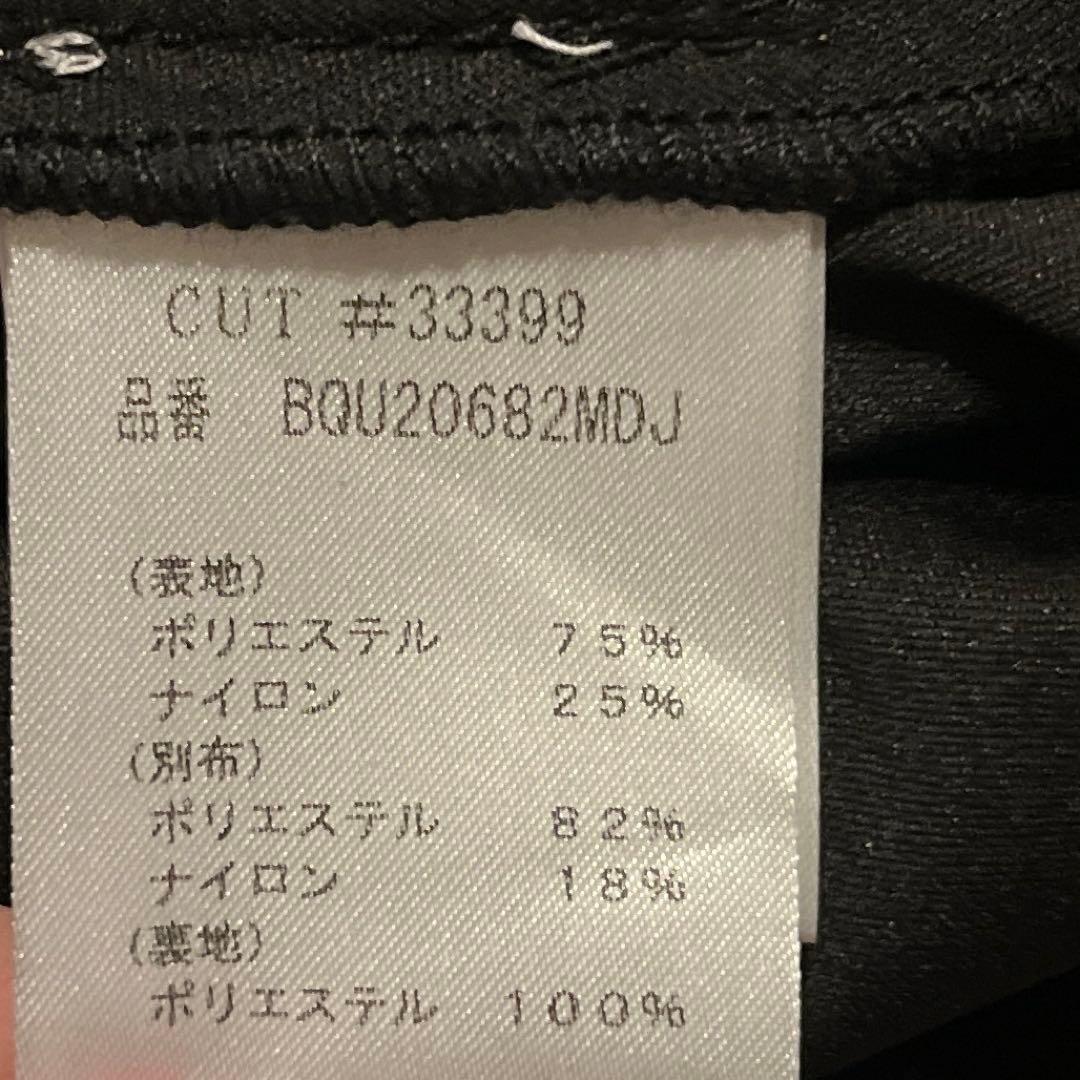 CUT #33399
品番 BQU20682MDJ
(表地)
ポリエステル 75%
ナイロン 25%
(別布)
ポリエステル 82%
ナイロン 18%
(裏地)
ポリエステル 100%